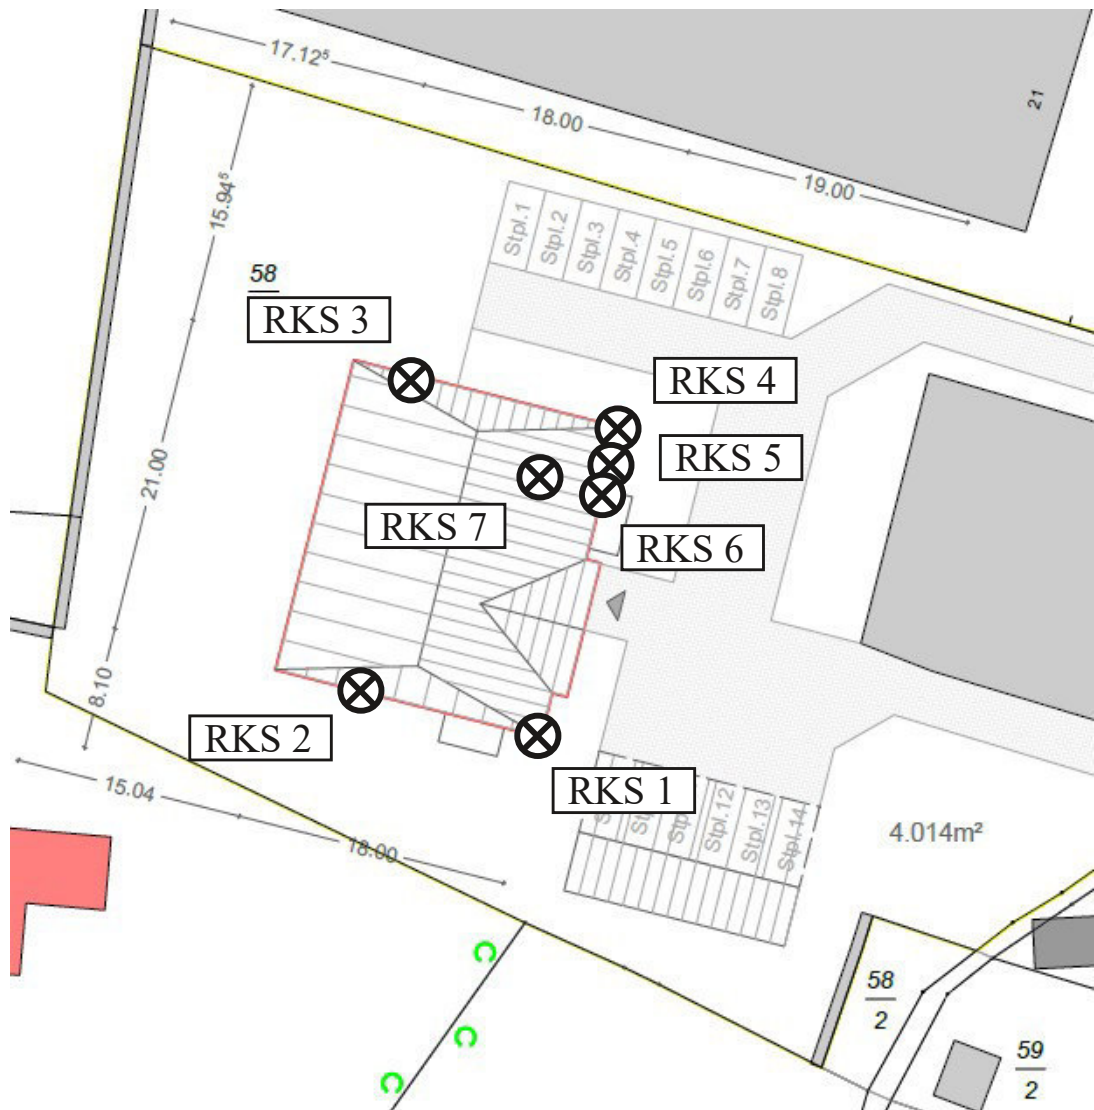 17.12⁵
18.00
19.00
21
15.94⁵
Stpl.1
Stpl.2
Stpl.3
Stpl.4
Stpl.5
Stpl.6
Stpl.7
Stpl.8
58
RKS 3
RKS 4
RKS 5
RKS 7
RKS 6
21.00
8.10
RKS 2
RKS 1
15.04
18.00
Stpl.12
Stpl.13
Stpl.14
4.014m²
C
C
C
58
2
59
2